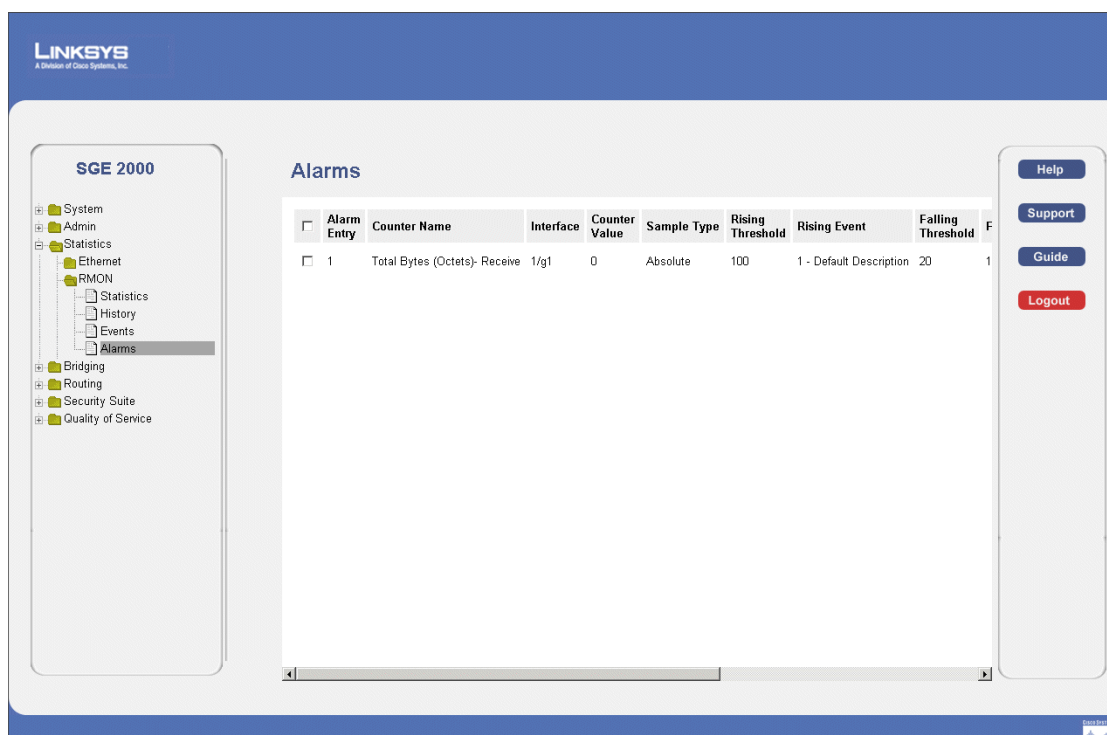 LINKSYS
A Division of Cisco Systems, Inc.
SGE 2000
System
Admin
Statistics
Ethernet
RMON
Statistics
History
Events
Alarms
Bridging
Routing
Security Suite
Quality of Service
Alarms
Alarm Entry Counter Name Interface Counter Value Sample Type Rising Threshold Rising Event Falling Threshold F
1 Total Bytes (Octets)- Receive 1/g1 0 Absolute 100 1 - Default Description 20 1
Help
Support
Guide
Logout